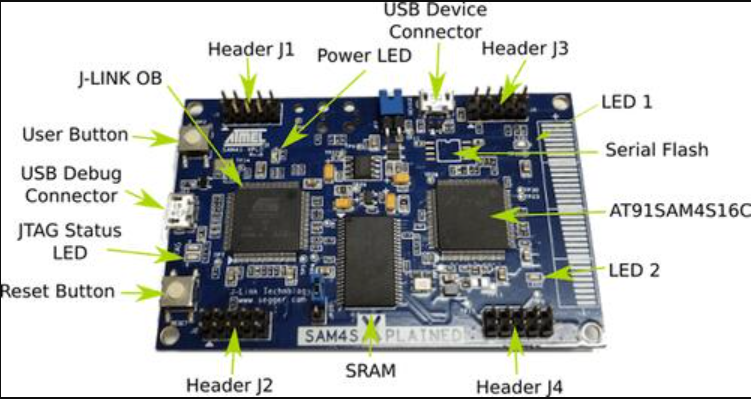 USB Device
Connector
Header J1
Power LED
Header J3
J-LINK OB
LED 1
User Button
Serial Flash
USB Debug
Connector
AT91SAM4S16C
JTAG Status
LED
LED 2
Reset Button
ATMEL
J-Link Technology
www.segger.com
SAM4S XPLAINED
SRAM
Header J2
Header J4